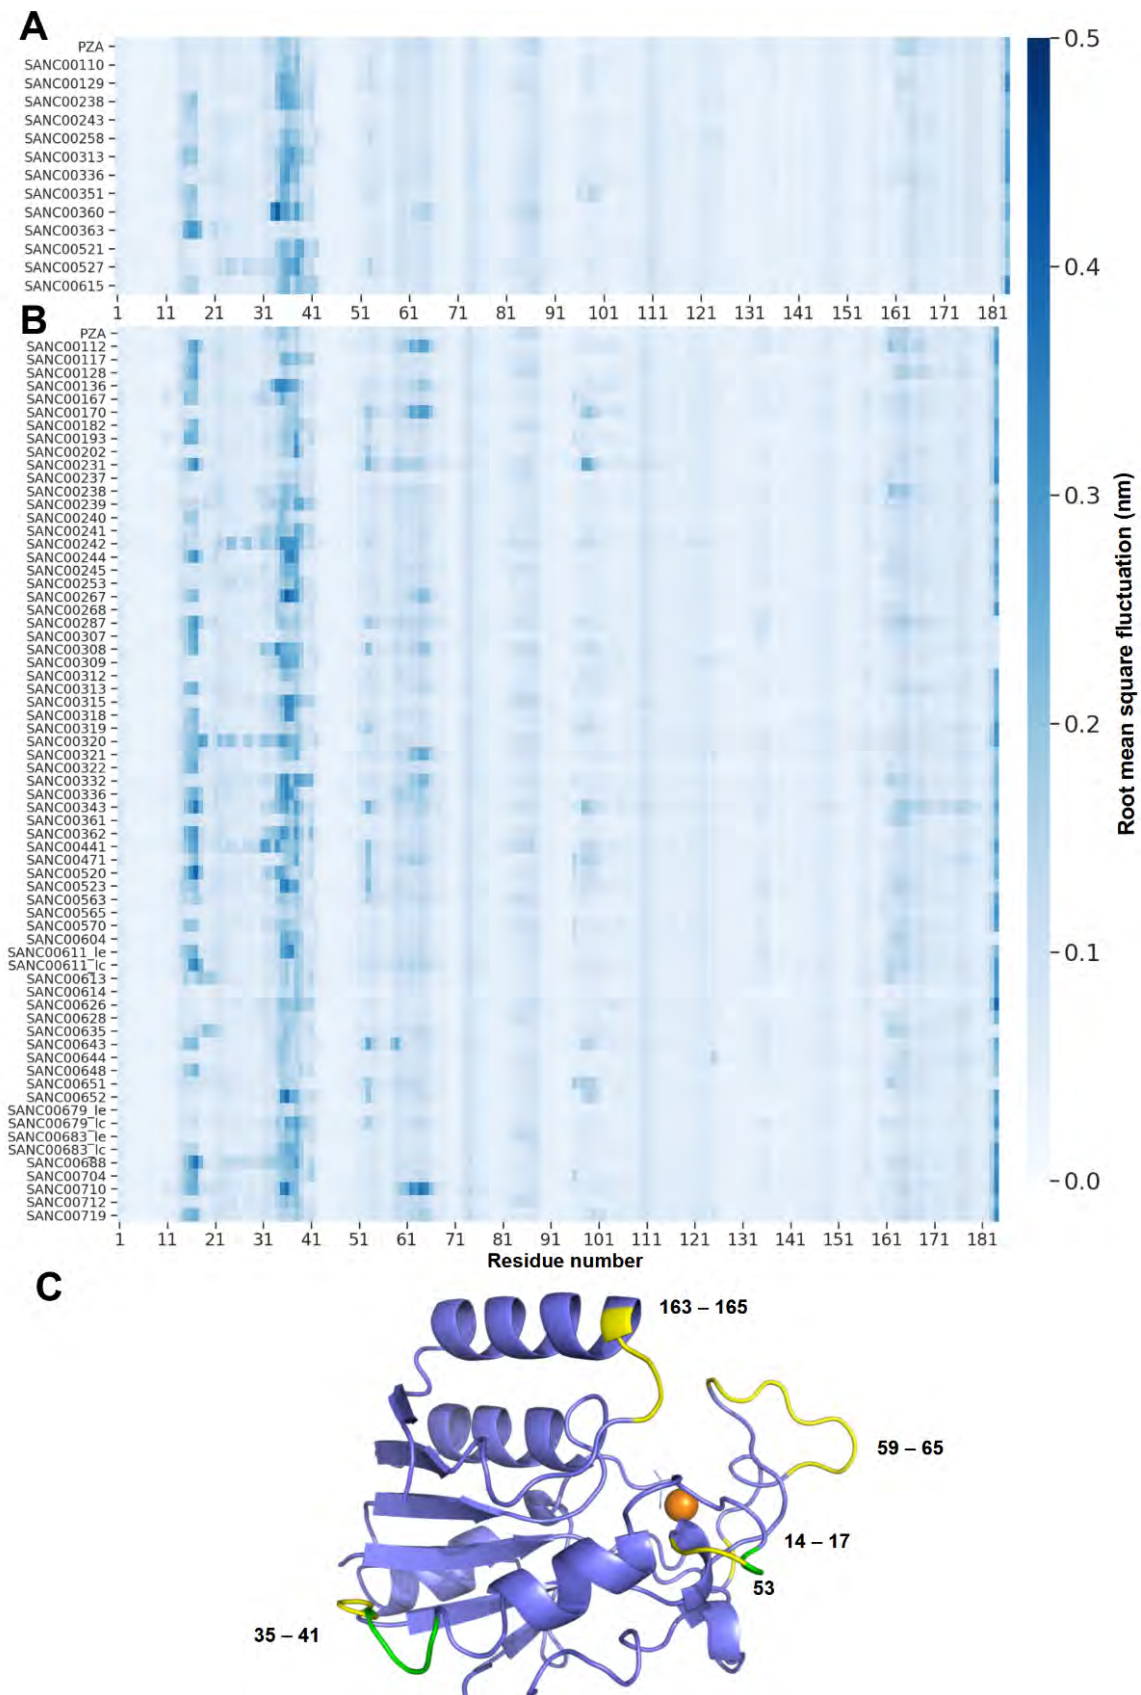 A
PZA
SANC00110
SANC00129
SANC00238
SANC00243
SANC00258
SANC00313
SANC00336
SANC00351
SANC00360
SANC00363
SANC00521
SANC00527
SANC00615
1 11 21 31 41 51 61 71 81 91 101 111 121 131 141 151 161 171 181
B
PZA
SANC00112
SANC00117
SANC00128
SANC00136
SANC00167
SANC00170
SANC00182
SANC00193
SANC00202
SANC00231
SANC00237
SANC00238
SANC00239
SANC00240
SANC00241
SANC00242
SANC00244
SANC00245
SANC00253
SANC00267
SANC00268
SANC00287
SANC00307
SANC00308
SANC00309
SANC00312
SANC00313
SANC00315
SANC00318
SANC00319
SANC00320
SANC00321
SANC00322
SANC00332
SANC00336
SANC00343
SANC00361
SANC00362
SANC00441
SANC00471
SANC00520
SANC00523
SANC00563
SANC00565
SANC00570
SANC00604
SANC00611_le
SANC00611_lc
SANC00613
SANC00614
SANC00626
SANC00628
SANC00635
SANC00643
SANC00644
SANC00648
SANC00651
SANC00652
SANC00679_le
SANC00679_lc
SANC00683_le
SANC00683_lc
SANC00688
SANC00704
SANC00710
SANC00712
SANC00719
1 11 21 31 41 51 61 71 81 91 101 111 121 131 141 151 161 171 181
Residue number
0.5
0.4
0.3
0.2
0.1
0.0
Root mean square fluctuation (nm)
C
163 – 165
59 – 65
14 – 17
53
35 – 41